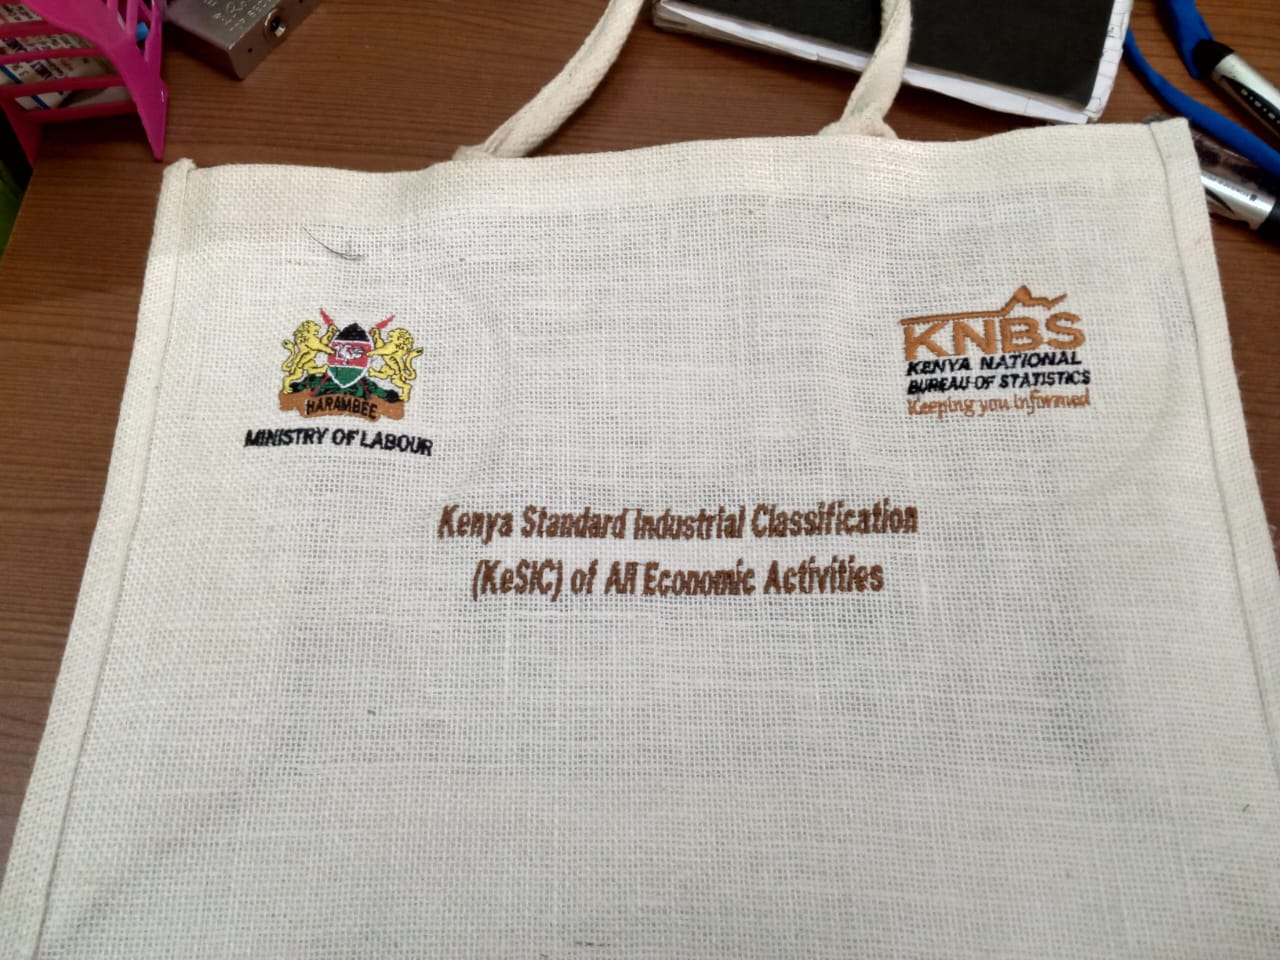 HARAMBEE
MINISTRY OF LABOUR
KNBS
KENYA NATIONAL
BUREAU OF STATISTICS
Keeping you informed
Kenya Standard Industrial Classification
(KeSIC) of All Economic Activities